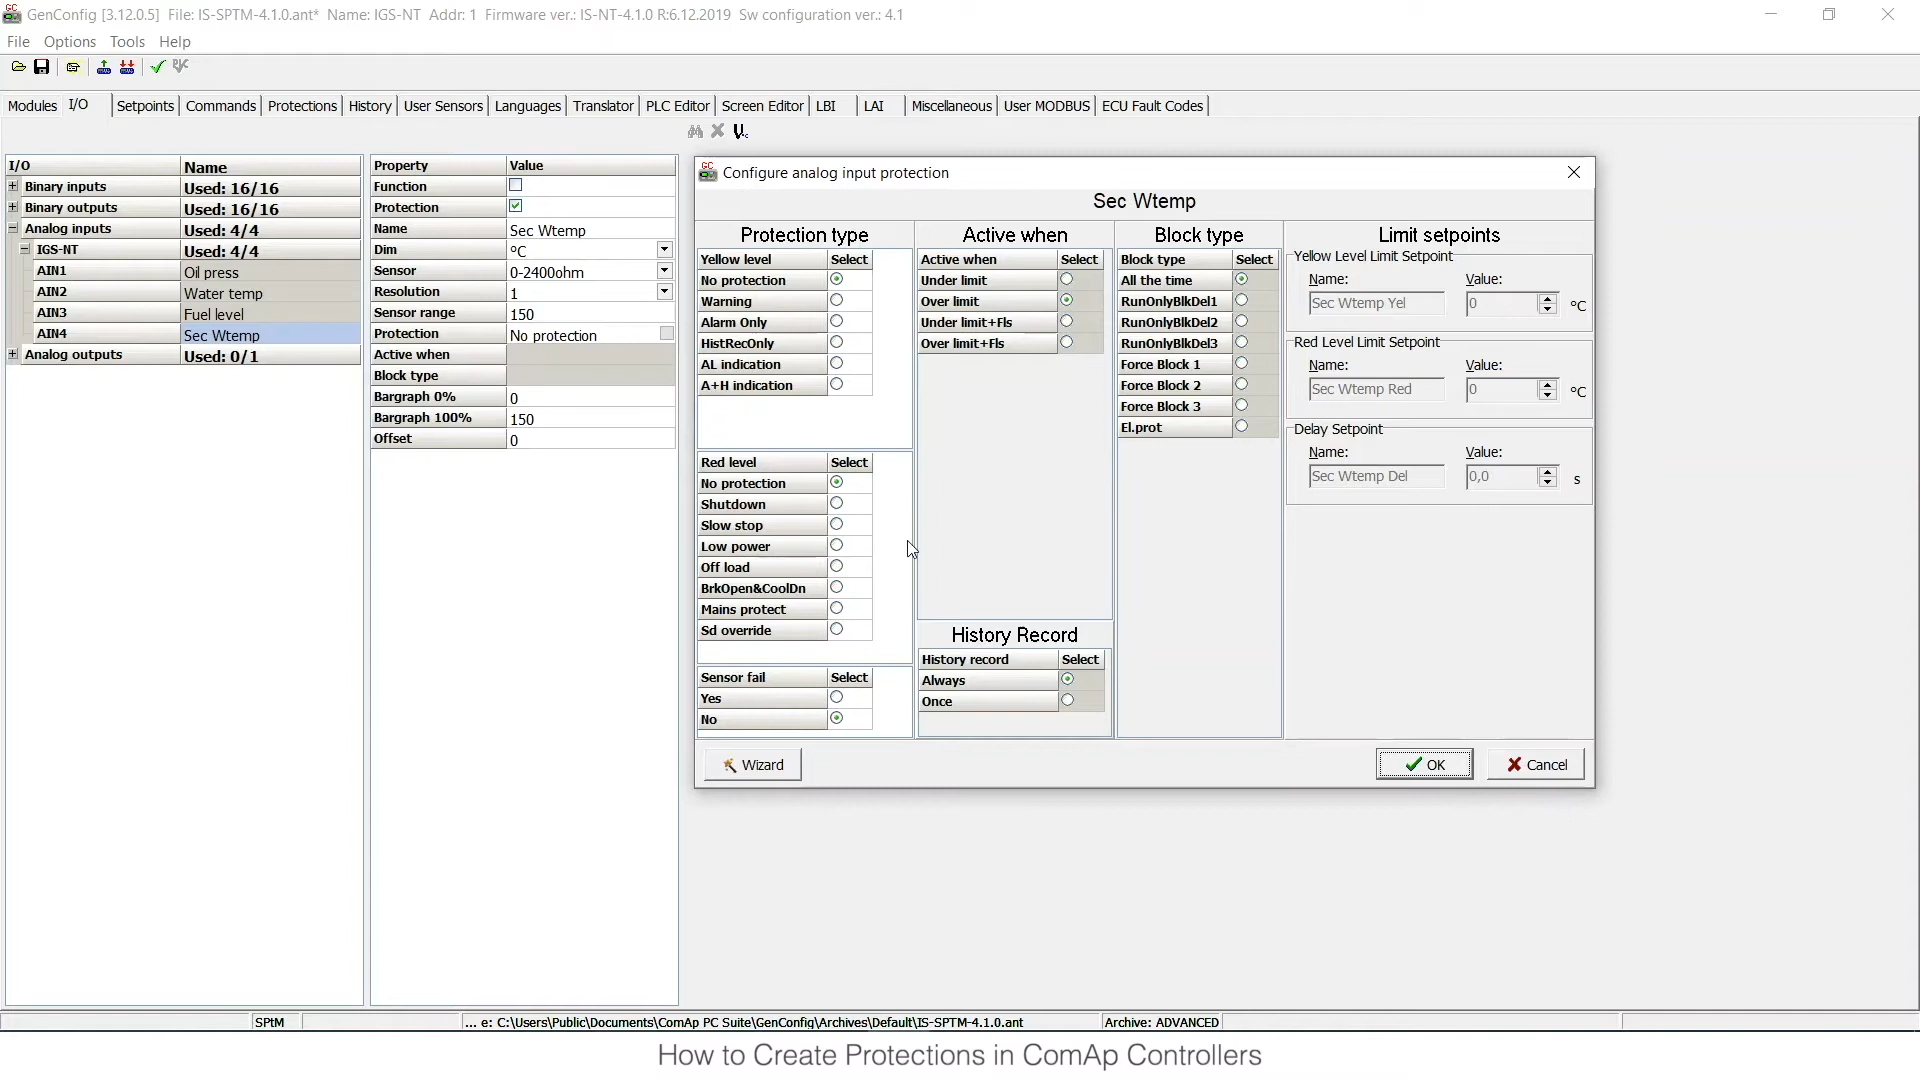 GenConfig [3.12.0.5] File: IS-SPTM-4.1.0.ant* Name: IGS-NT Addr: 1 Firmware ver.: IS-NT-4.1.0 R:6.12.2019 Sw configuration ver.: 4.1
File Options Tools Help
Modules I/O Setpoints Commands Protections History User Sensors Languages Translator PLC Editor Screen Editor LBI LAI Miscellaneous User MODBUS ECU Fault Codes
I/O Name
Binary inputs Used: 16/16
Binary outputs Used: 16/16
Analog inputs Used: 4/4
IGS-NT Used: 4/4
AIN1 Oil press
AIN2 Water temp
AIN3 Fuel level
AIN4 Sec Wtemp
Analog outputs Used: 0/1
Property Value
Function
Protection
Name Sec Wtemp
Dim °C
Sensor 0-2400ohm
Resolution 1
Sensor range 150
Protection No protection
Active when
Block type
Bargraph 0% 0
Bargraph 100% 150
Offset 0
Configure analog input protection
Sec Wtemp
Protection type
Yellow level Select
No protection
Warning
Alarm Only
HistRecOnly
AL indication
A+H indication
Red level Select
No protection
Shutdown
Slow stop
Low power
Off load
BrkOpen&CoolDn
Mains protect
Sd override
Sensor fail Select
Yes
No
Active when
Active when Select
Under limit
Over limit
Under limit+Fls
Over limit+Fls
History Record
History record Select
Always
Once
Block type
Block type Select
All the time
RunOnlyBlkDel1
RunOnlyBlkDel2
RunOnlyBlkDel3
Force Block 1
Force Block 2
Force Block 3
El.prot
Limit setpoints
Yellow Level Limit Setpoint
Name: Value:
Sec Wtemp Yel 0 °C
Red Level Limit Setpoint
Name: Value:
Sec Wtemp Red 0 °C
Delay Setpoint
Name: Value:
Sec Wtemp Del 0,0 s
Wizard OK Cancel
SPtM ... e: C:\Users\Public\Documents\ComAp PC Suite\GenConfig\Archives\Default\IS-SPTM-4.1.0.ant Archive: ADVANCED
How to Create Protections in ComAp Controllers